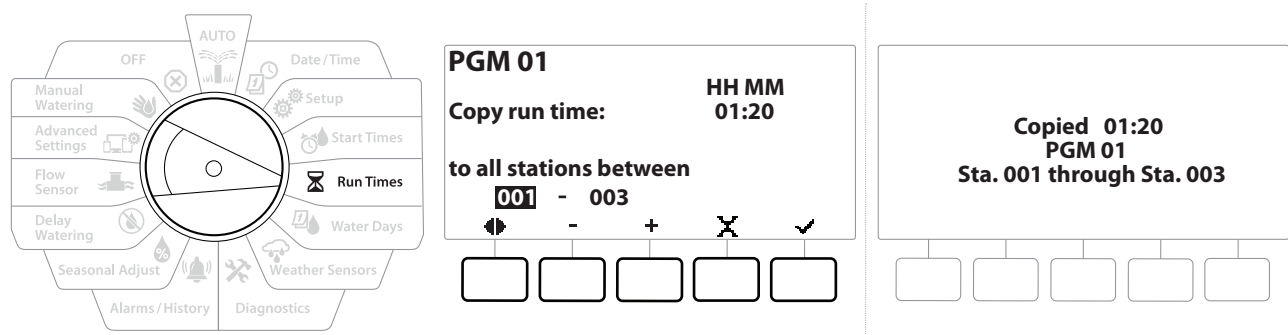 AUTO
OFF
Date/Time
Manual
Watering
Setup
Advanced
Settings
Start Times
Flow
Sensor
Run Times
Delay
Watering
Water Days
Seasonal Adjust
Weather Sensors
Alarms/History
Diagnostics
PGM 01
HH MM
Copy run time: 01:20
to all stations between
001 - 003
- +
Copied 01:20
PGM 01
Sta. 001 through Sta. 003